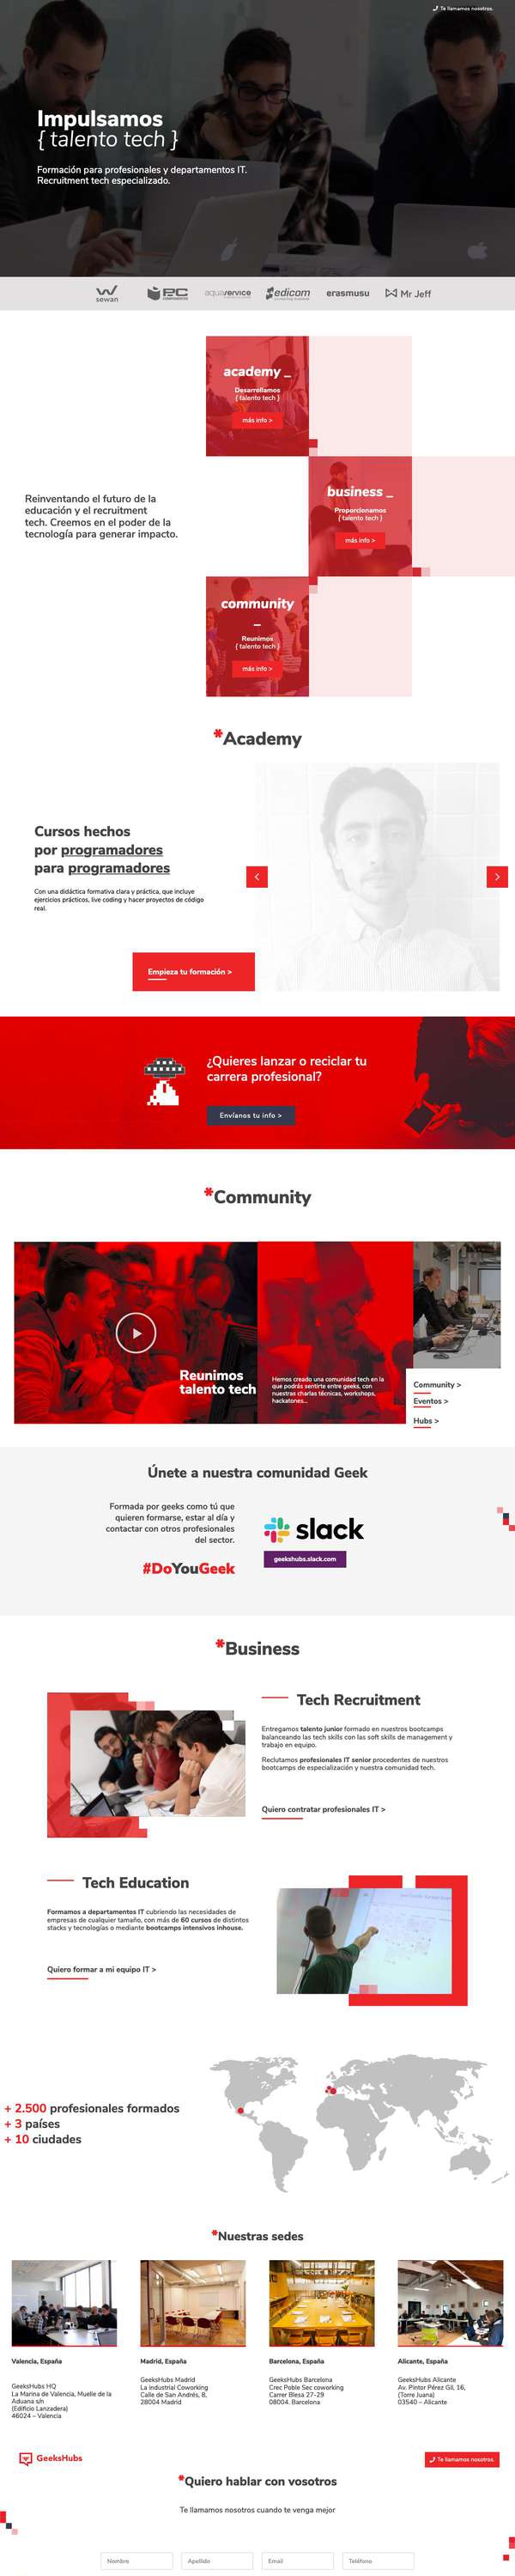 Te llamamos nosotros.
Impulsamos
{ talento tech }
Formación para profesionales y departamentos IT.
Recruitment tech especializado.
sewan
PC
aquaservice
edicom
erasmusu
Mr Jeff
academy _
Desarrollamos
{ talento tech }
más info >
business _
Proporcionamos
{ talento tech }
más info >
Reinventando el futuro de la
educación y el recruitment
tech. Creemos en el poder de la
tecnología para generar impacto.
community
_
Reunimos
{ talento tech }
más info >
*Academy
Cursos hechos
por programadores
para programadores
Con una didáctica formativa clara y práctica, que incluye
ejercicios prácticos, live coding y hacer proyectos de código
real.
Empieza tu formación >
¿Quieres lanzar o reciclar tu
carrera profesional?
Envíanos tu info >
*Community
Reunimos
talento tech
Hemos creado una comunidad tech en la
que podrás sentirte entre geeks, con
nuestras charlas técnicas, workshops,
hackatones...
Community >
Eventos >
Hubs >
Únete a nuestra comunidad Geek
Formada por geeks como tú que
quieren formarse, estar al día y
contactar con otros profesionales
del sector.
#DoYouGeek
slack
geekshubs.slack.com
*Business
Tech Recruitment
Entregamos talento junior formado en nuestros bootcamps
balanceando las tech skills con las soft skills de management y
trabajo en equipo.
Reclutamos profesionales IT senior procedentes de nuestros
bootcamps de especialización y nuestra comunidad tech.
Quiero contratar profesionales IT >
Tech Education
Formamos a departamentos IT cubriendo las necesidades de
empresas de cualquier tamaño, con más de 60 cursos de distintos
stacks y tecnologías o mediante bootcamps intensivos inhouse.
Quiero formar a mi equipo IT >
+ 2.500 profesionales formados
+ 3 países
+ 10 ciudades
*Nuestras sedes
Valencia, España
GeeksHubs HQ
La Marina de Valencia, Muelle de la
Aduana s/n
(Edificio Lanzadera)
46024 – Valencia
Madrid, España
GeeksHubs Madrid
La industrial Coworking
Calle de San Andrés, 8,
28004 Madrid
Barcelona, España
GeeksHubs Barcelona
Crec Poble Sec coworking
Carrer Blesa 27-29
08004, Barcelona
Alicante, España
GeeksHubs Alicante
Av. Pintor Pérez Gil, 16,
(Torre Juana)
03540 – Alicante
GeeksHubs
Te llamamos nosotros.
*Quiero hablar con vosotros
Te llamamos nosotros cuando te venga mejor
Nombre
Apellido
Email
Teléfono